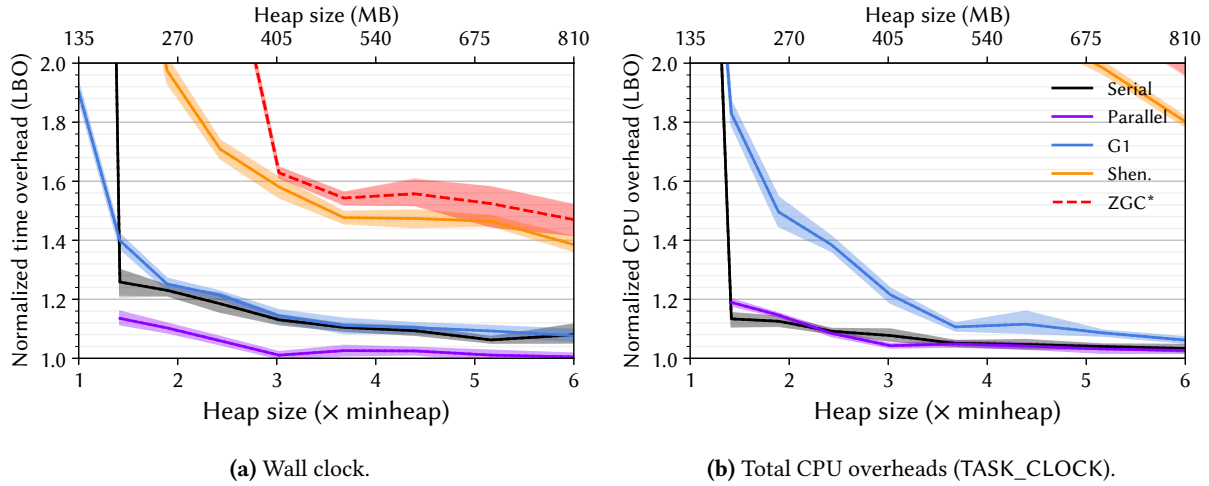 Heap size (MB)
135 270 405 540 675 810
Normalized time overhead (LBO)
2.0
1.8
1.6
1.4
1.2
1.0
1 2 3 4 5 6
Heap size (× minheap)
(a) Wall clock.
Heap size (MB)
135 270 405 540 675 810
Normalized CPU overhead (LBO)
2.0
1.8
1.6
1.4
1.2
1.0
Serial
Parallel
G1
Shen.
ZGC*
1 2 3 4 5 6
Heap size (× minheap)
(b) Total CPU overheads (TASK_CLOCK).